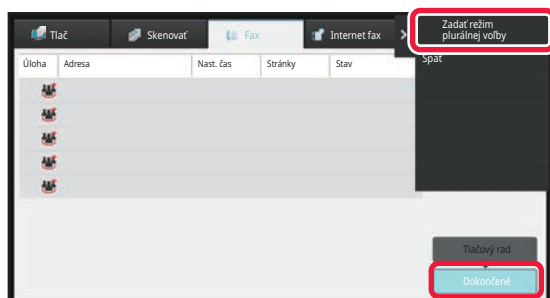 Tlač
Skenovať
Fax
Internet fax
Zadať režim
plurálnej voľby
Úloha
Adresa
Nast. čas
Stránky
Stav
Späť
Tlačový rad
Dokončené